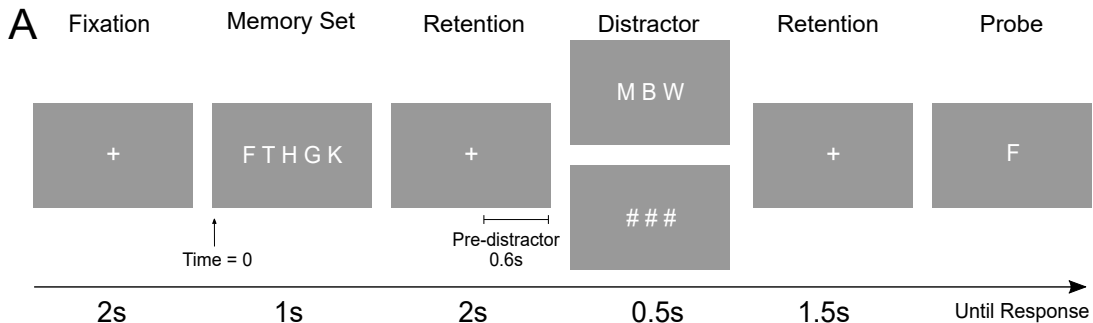 A
Fixation
Memory Set
Retention
Distractor
Retention
Probe
+
F T H G K
+
M B W
# # #
+
F
Time = 0
Pre-distractor
0.6s
2s
1s
2s
0.5s
1.5s
Until Response